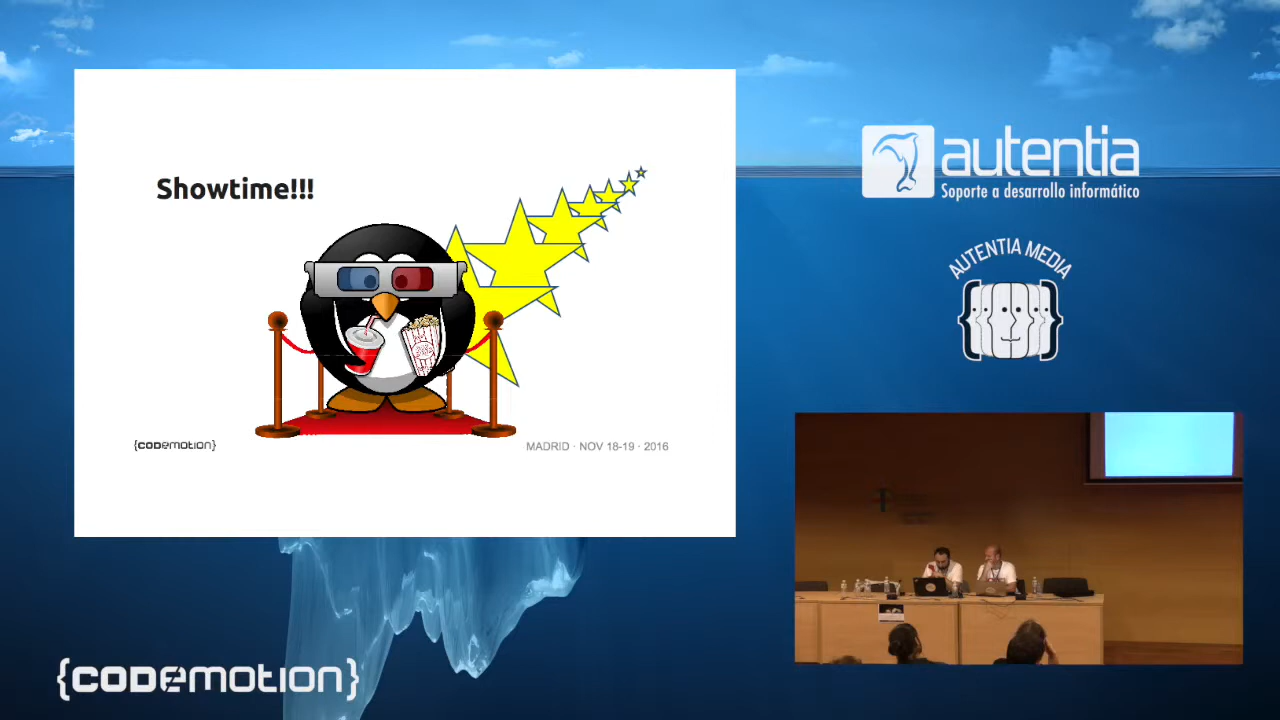 Showtime!!!
{CODEMOTION}
MADRID · NOV 18-19 · 2016
autentia
Soporte a desarrollo informático
AUTENTIA MEDIA
{CODEMOTION}